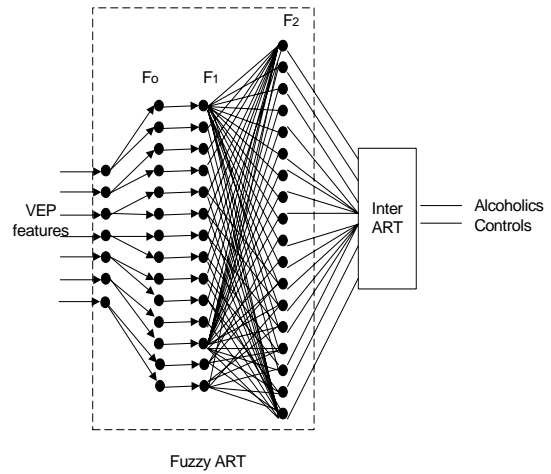 F2
Fo
F1
VEP
features
Inter
ART
Alcoholics
Controls
Fuzzy ART